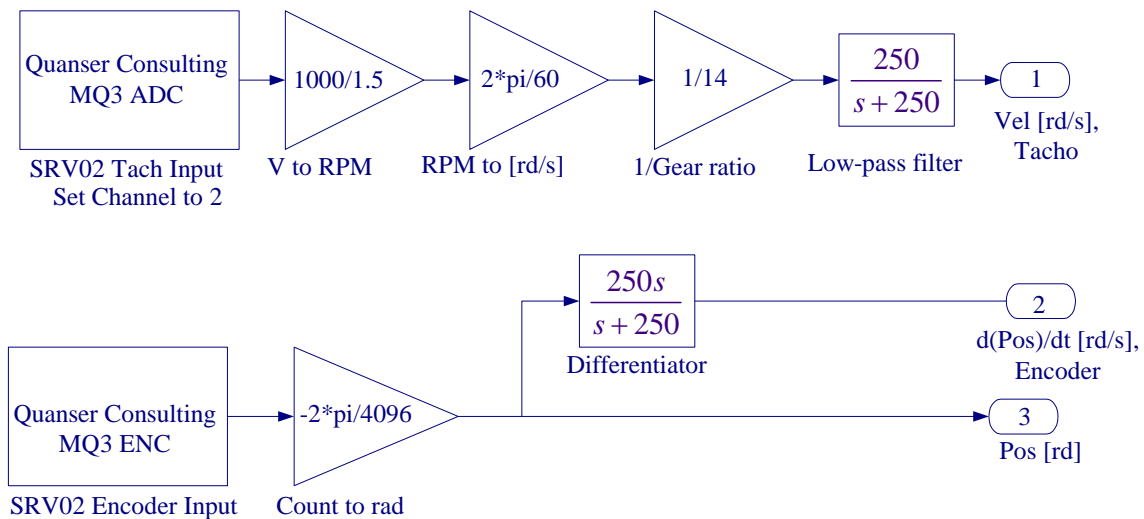 Quanser Consulting
MQ3 ADC
SRV02 Tach Input
Set Channel to 2
1000/1.5
V to RPM
2*pi/60
RPM to [rd/s]
1/14
1/Gear ratio
250
s + 250
Low-pass filter
1
Vel [rd/s],
Tacho
250s
s + 250
Differentiator
2
d(Pos)/dt [rd/s],
Encoder
Quanser Consulting
MQ3 ENC
SRV02 Encoder Input
-2*pi/4096
Count to rad
3
Pos [rd]